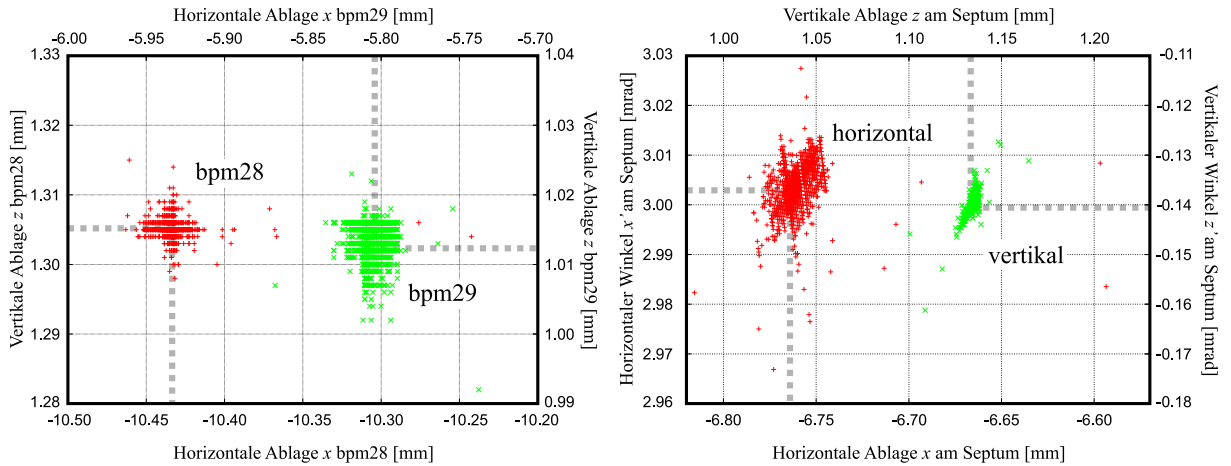 Horizontale Ablage x bpm29 [mm]
-6.00 -5.95 -5.90 -5.85 -5.80 -5.75 -5.70
1.33
1.32
1.31
1.30
1.29
1.28
Vertikale Ablage z bpm28 [mm]
bpm28
bpm29
1.04
1.03
1.02
1.01
1.00
0.99
Vertikale Ablage z bpm29 [mm]
-10.50 -10.45 -10.40 -10.35 -10.30 -10.25 -10.20
Horizontale Ablage x bpm28 [mm]
Vertikale Ablage z am Septum [mm]
1.00 1.05 1.10 1.15 1.20
3.03
3.02
3.01
3.00
2.99
2.98
2.97
2.96
Horizontaler Winkel x' am Septum [mrad]
horizontal
vertikal
-0.11
-0.12
-0.13
-0.14
-0.15
-0.16
-0.17
-0.18
Vertikaler Winkel z' am Septum [mrad]
-6.80 -6.75 -6.70 -6.65 -6.60
Horizontale Ablage x am Septum [mm]